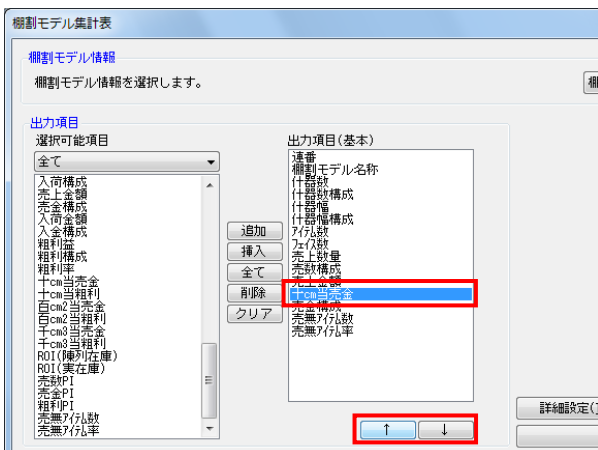 棚割モデル集計表
棚割モデル情報
棚割モデル情報を選択します。
棚
出力項目
選択可能項目
全て
入荷構成
売上金額
売金構成
入荷金額
入金構成
粗利益
粗利構成
粗利率
十cm当売金
十cm当粗利
百cm2当売金
百cm2当粗利
千cm3当売金
千cm3当粗利
ROI(陳列在庫)
ROI(実在庫)
売数PI
売金PI
粗利PI
売無アイテム数
売無アイテム率
追加
挿入
全て
削除
クリア
出力項目(基本)
連番
棚割モデル名称
什器数
什器数構成
什器幅
什器幅構成
アイテム数
フェイス数
売上数量
売数構成
売上金額
十cm当売金
売金構成
売無アイテム数
売無アイテム率
↑
↓
詳細設定(